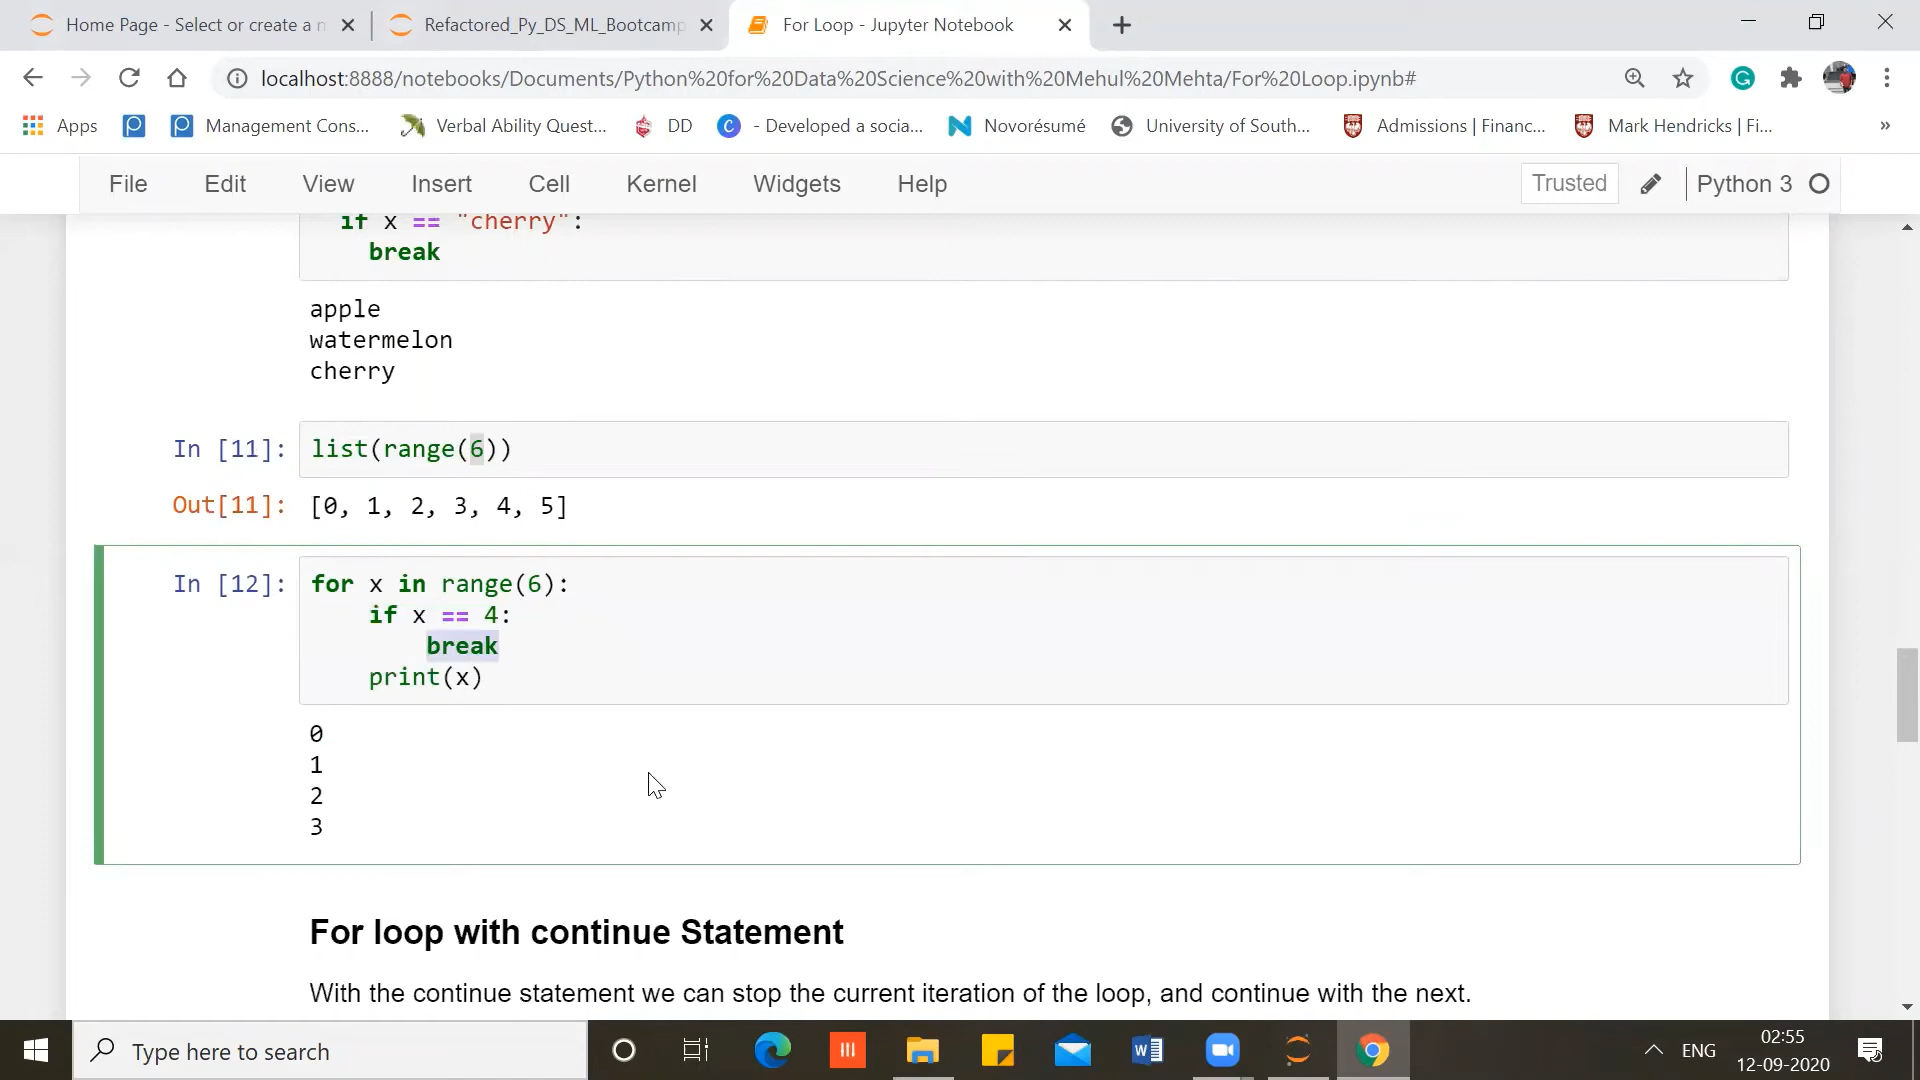 Home Page - Select or create a n
Refactored_Py_DS_ML_Bootcamp
For Loop - Jupyter Notebook
localhost:8888/notebooks/Documents/Python%20for%20Data%20Science%20with%20Mehul%20Mehta/For%20Loop.ipynb#
Apps
Management Cons...
Verbal Ability Quest...
DD
C - Developed a socia...
Novorésumé
University of South...
Admissions | Financ...
Mark Hendricks | Fi...
»
File Edit View Insert Cell Kernel Widgets Help
Trusted
Python 3
if x == "cherry":
break
apple
watermelon
cherry
In [11]: list(range(6))
Out[11]: [0, 1, 2, 3, 4, 5]
In [12]: for x in range(6):
if x == 4:
break
print(x)
0
1
2
3
For loop with continue Statement
With the continue statement we can stop the current iteration of the loop, and continue with the next.
Type here to search
ENG
02:55
12-09-2020